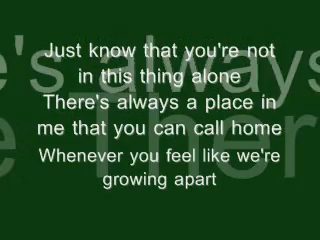 Just know that you're not
in this thing alone
There's always a place in
me that you can call home
Whenever you feel like we're
growing apart